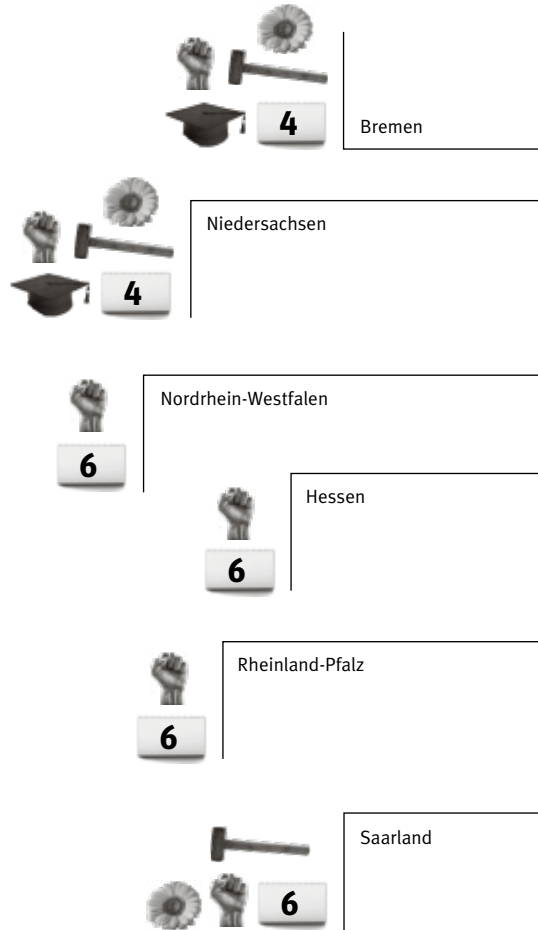 4
Bremen
Niedersachsen
4
Nordrhein-Westfalen
6
Hessen
6
Rheinland-Pfalz
6
Saarland
6